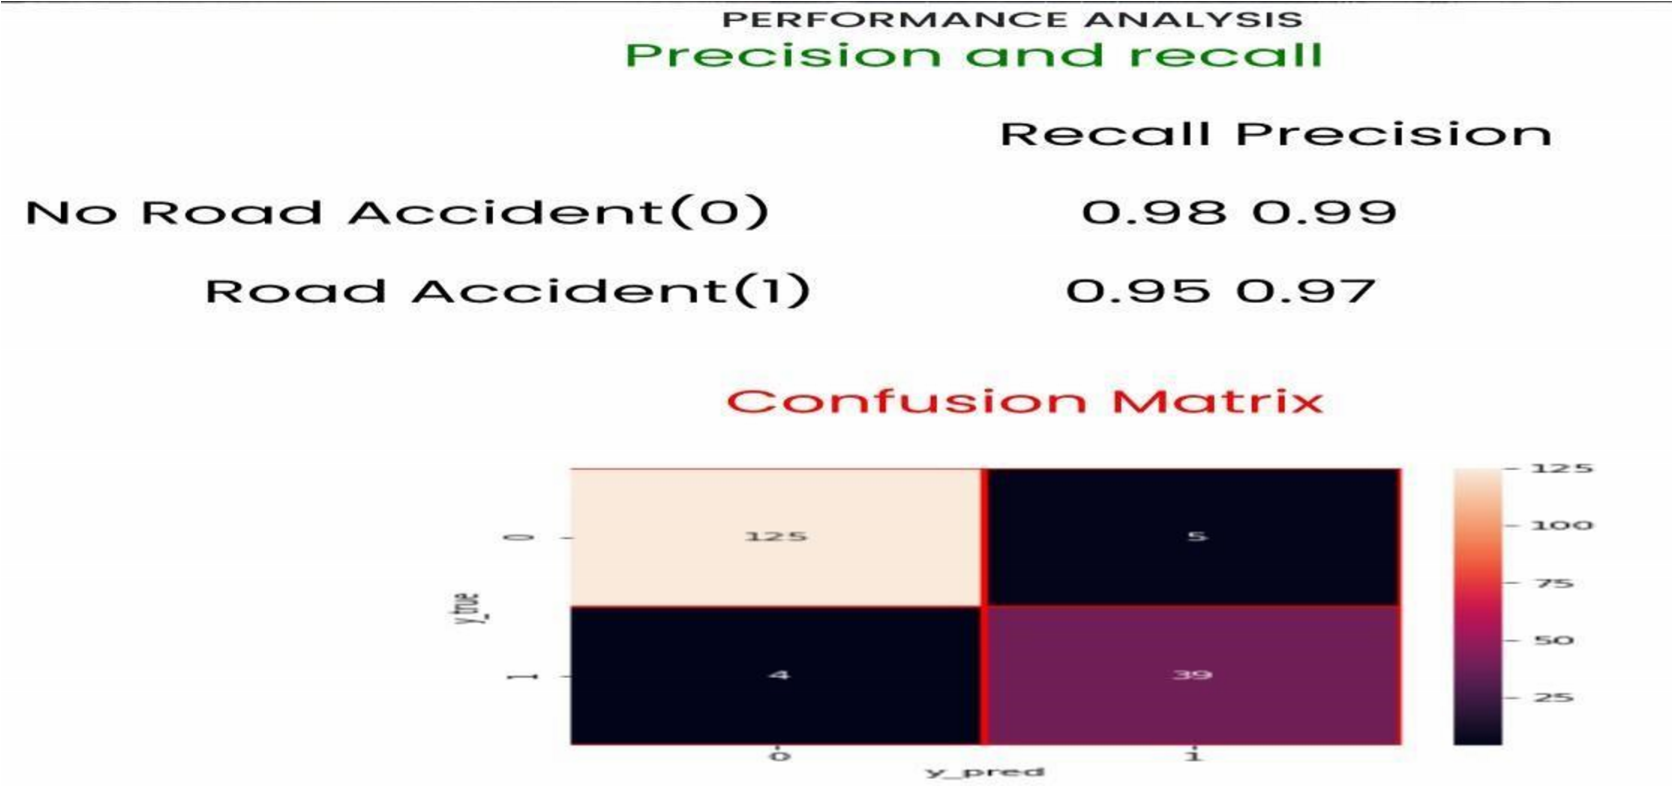 PERFORMANCE ANALYSIS
Precision and recall
Recall Precision
No Road Accident(0) 0.98 0.99
Road Accident(1) 0.95 0.97
Confusion Matrix
125
125 5
0
100
75
y_true
50
4 39
1
25
0 1
y_pred